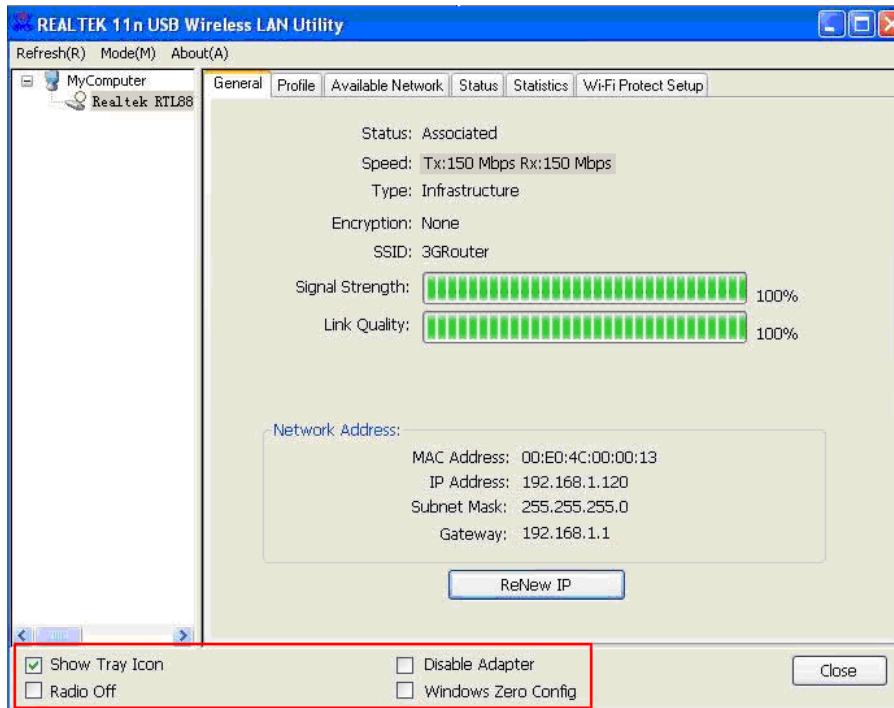 REALTEK 11n USB Wireless LAN Utility
Refresh(R) Mode(M) About(A)
MyComputer
Realtek RTL88
General Profile Available Network Status Statistics Wi-Fi Protect Setup
Status: Associated
Speed: Tx:150 Mbps Rx:150 Mbps
Type: Infrastructure
Encryption: None
SSID: 3GRouter
Signal Strength: 100%
Link Quality: 100%
Network Address:
MAC Address: 00:E0:4C:00:00:13
IP Address: 192.168.1.120
Subnet Mask: 255.255.255.0
Gateway: 192.168.1.1
ReNew IP
Show Tray Icon Disable Adapter
Radio Off Windows Zero Config
Close